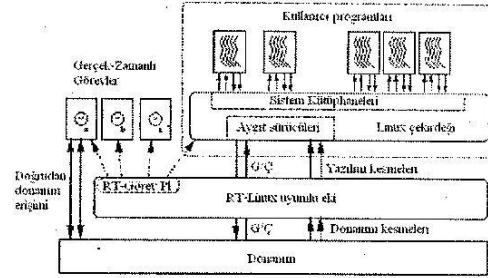 Kullanıcı programları
Gerçek-Zamanlı
Görevler
Sistem Kütüphaneleri
Aygıt sürücüleri
Linux çekirdeği
Doğrudan
donanım
erişimi
G/Ç
Yazılım kesmeleri
RT-Görev Pl
RT-Linux uyumlu eki
G/Ç
Donanım kesmeleri
Donanım